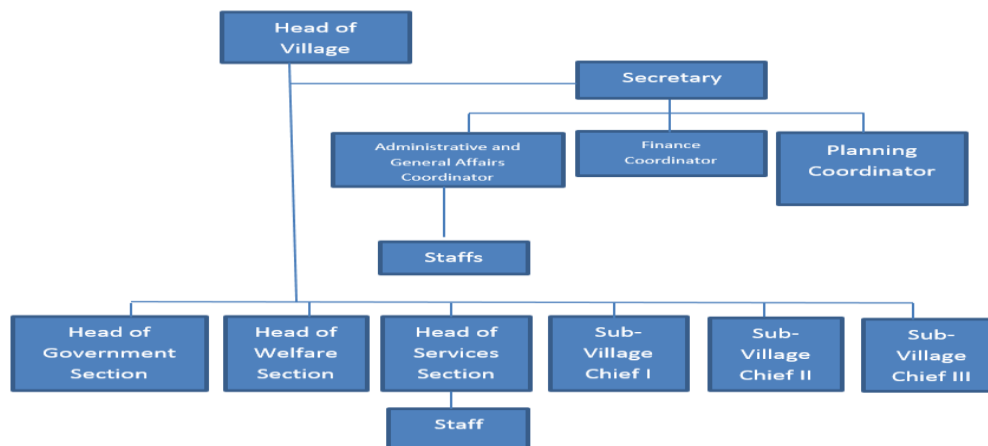 Head of
Village
Secretary
Administrative and
General Affairs
Coordinator
Finance
Coordinator
Planning
Coordinator
Staffs
Head of
Government
Section
Head of
Welfare
Section
Head of
Services
Section
Sub-
Village
Chief I
Sub-
Village
Chief II
Sub-
Village
Chief III
Staff